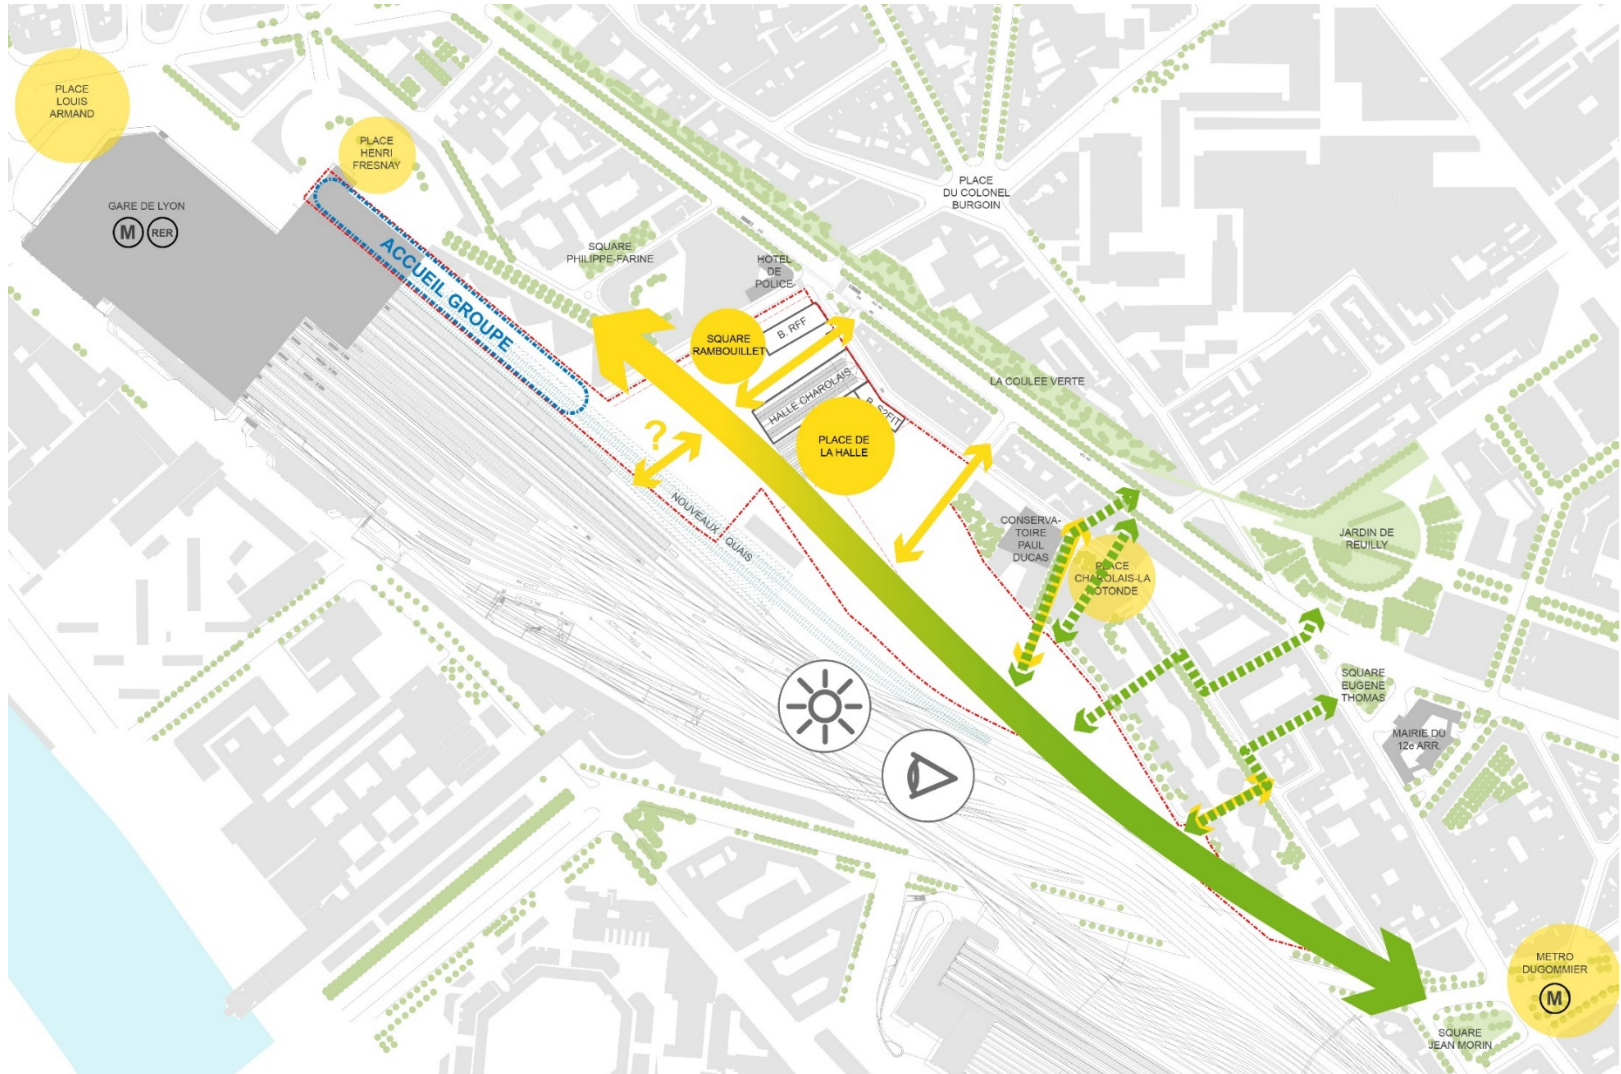 PLACE
LOUIS
ARMAND
PLACE
HENRI
FRESNAY
GARE DE LYON
M RER
ACCUEIL GROUPE
SQUARE
PHILIPPE-FARINE
HOTEL
DE
POLICE
PLACE
DU COLONEL
BURGOIN
B. RFF
SQUARE
RAMBOUILLET
HALLE CHAROLAIS
B. S2FIT
LA COULEE VERTE
PLACE DE
LA HALLE
?
NOUVEAUX QUAIS
CONSERVA-
TOIRE
PAUL
DUCAS
PLACE
CHAROLAIS-LA
ROTONDE
JARDIN DE
REUILLY
SQUARE
EUGENE
THOMAS
MAIRIE DU
12e ARR.
METRO
DUGOMMIER
M
SQUARE
JEAN MORIN